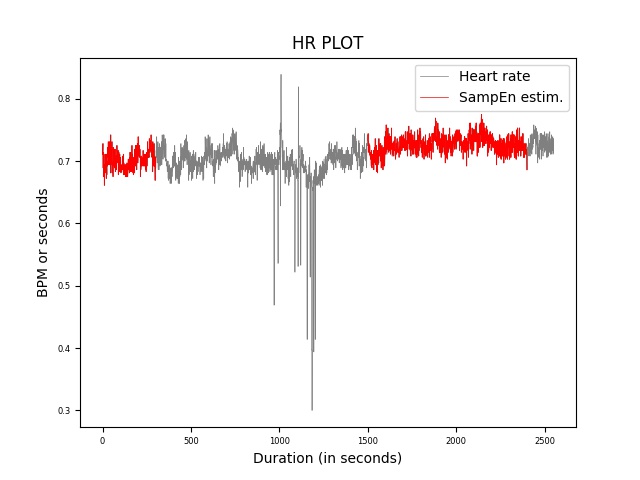 HR PLOT
Heart rate
SampEn estim.
0.8
0.7
0.6
0.5
0.4
0.3
BPM or seconds
0
500
1000
1500
2000
2500
Duration (in seconds)